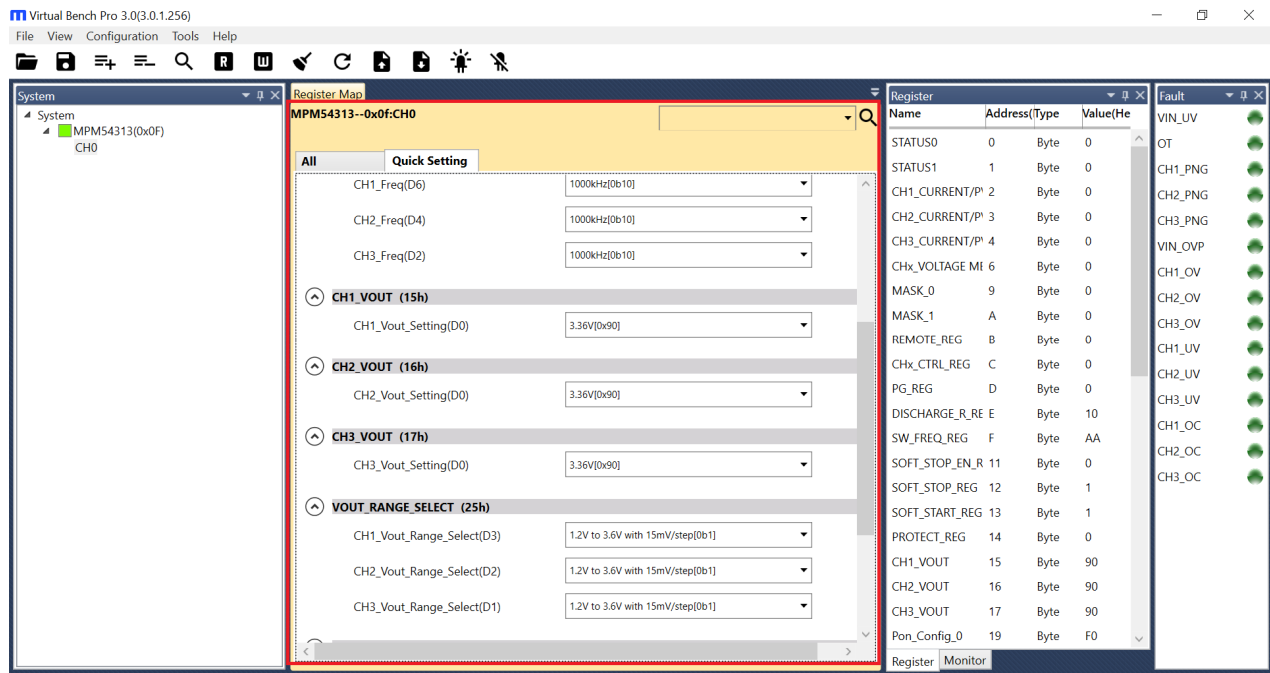 Virtual Bench Pro 3.0(3.0.1.256)
File View Configuration Tools Help
R W
System
System
MPM54313(0x0F)
CH0
Register Map
MPM54313--0x0f:CH0
All Quick Setting
CH1_Freq(D6) 1000kHz[0b10]
CH2_Freq(D4) 1000kHz[0b10]
CH3_Freq(D2) 1000kHz[0b10]
CH1_VOUT (15h)
CH1_Vout_Setting(D0) 3.36V[0x90]
CH2_VOUT (16h)
CH2_Vout_Setting(D0) 3.36V[0x90]
CH3_VOUT (17h)
CH3_Vout_Setting(D0) 3.36V[0x90]
VOUT_RANGE_SELECT (25h)
CH1_Vout_Range_Select(D3) 1.2V to 3.6V with 15mV/step[0b1]
CH2_Vout_Range_Select(D2) 1.2V to 3.6V with 15mV/step[0b1]
CH3_Vout_Range_Select(D1) 1.2V to 3.6V with 15mV/step[0b1]
Register
Name Address( Type Value(He
STATUS0 0 Byte 0
STATUS1 1 Byte 0
CH1_CURRENT/P 2 Byte 0
CH2_CURRENT/P 3 Byte 0
CH3_CURRENT/P 4 Byte 0
CHx_VOLTAGE ME 6 Byte 0
MASK_0 9 Byte 0
MASK_1 A Byte 0
REMOTE_REG B Byte 0
CHx_CTRL_REG C Byte 0
PG_REG D Byte 0
DISCHARGE_R_RE E Byte 10
SW_FREQ_REG F Byte AA
SOFT_STOP_EN_R 11 Byte 0
SOFT_STOP_REG 12 Byte 1
SOFT_START_REG 13 Byte 1
PROTECT_REG 14 Byte 0
CH1_VOUT 15 Byte 90
CH2_VOUT 16 Byte 90
CH3_VOUT 17 Byte 90
Pon_Config_0 19 Byte F0
Register Monitor
Fault
VIN_UV
OT
CH1_PNG
CH2_PNG
CH3_PNG
VIN_OVP
CH1_OV
CH2_OV
CH3_OV
CH1_UV
CH2_UV
CH3_UV
CH1_OC
CH2_OC
CH3_OC